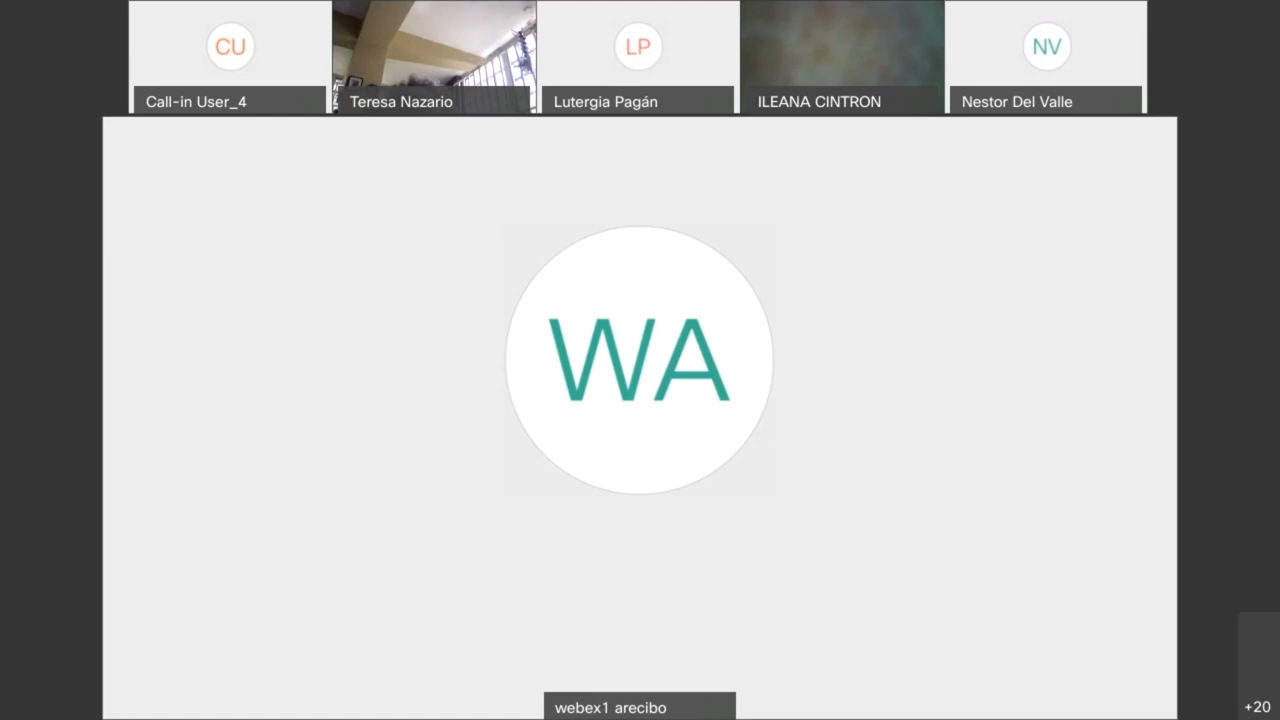 CU
Call-in User_4
Teresa Nazario
LP
Lutergia Pagán
ILEANA CINTRON
NV
Nestor Del Valle
WA
webex1 arecibo
+20